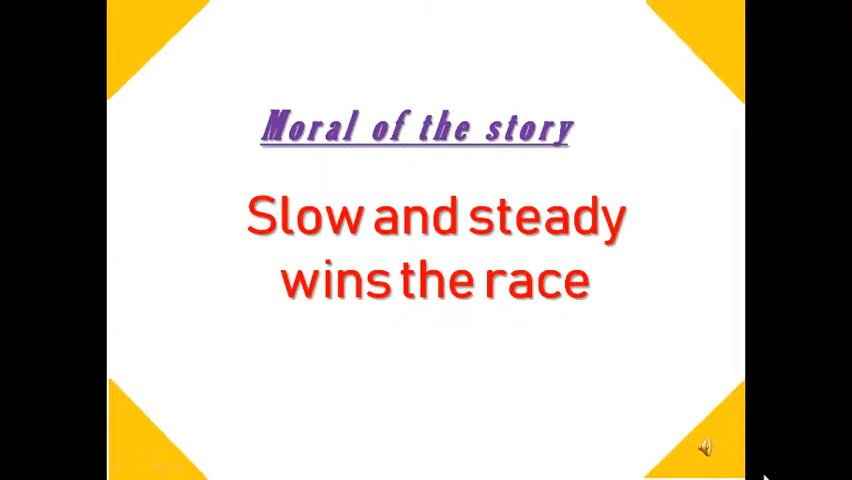 Moral of the story
Slow and steady
wins the race